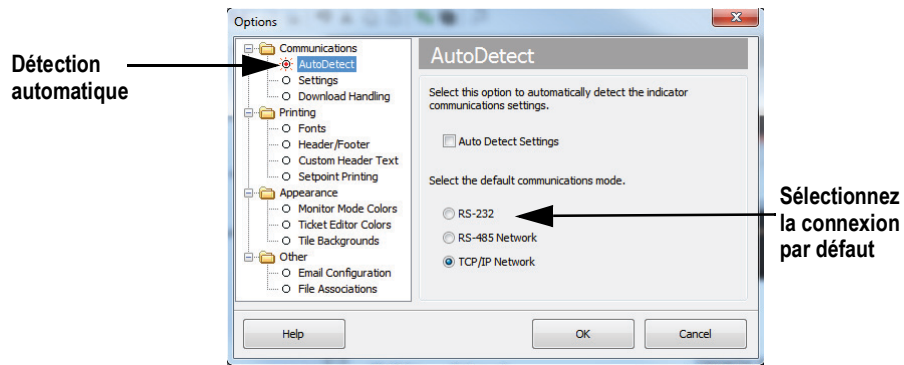 Options
Détection
automatique
Communications
AutoDetect
Settings
Download Handling
Printing
Fonts
Header/Footer
Custom Header Text
Setpoint Printing
Appearance
Monitor Mode Colors
Ticket Editor Colors
Tile Backgrounds
Other
Email Configuration
File Associations
AutoDetect
Select this option to automatically detect the indicator
communications settings.
Auto Detect Settings
Select the default communications mode.
RS-232
RS-485 Network
TCP/IP Network
Sélectionnez
la connexion
par défaut
Help
OK
Cancel